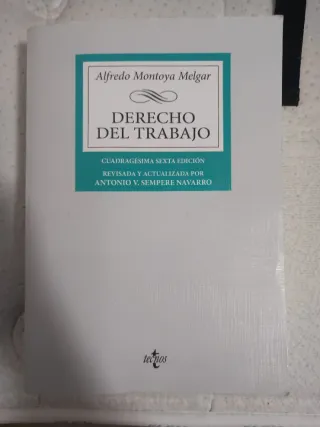 Alfredo Montoya Melgar
DERECHO
DEL TRABAJO
CUADRAGÉSIMA SEXTA EDICIÓN
REVISADA Y ACTUALIZADA POR
ANTONIO V. SEMPERE NAVARRO
tecnos